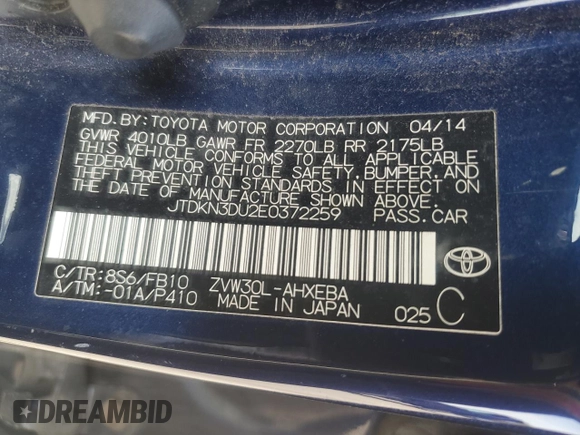 MFD.BY:TOYOTA MOTOR CORPORATION 04/14
GVWR 4010LB GAWR FR 2270LB RR 2175LB
THIS VEHICLE CONFORMS TO ALL APPLICABLE
FEDERAL MOTOR VEHICLE SAFETY,BUMPER,AND
THEFT PREVENTION STANDARDS IN EFFECT ON
THE DATE OF MANUFACTURE SHOWN ABOVE.
JTDKN3DU2E0372259 PASS.CAR
C/TR:8S6/FB10 ZVW30L-AHXEBA
A/TM:-01A/P410 MADE IN JAPAN 025 C
DREAMBID